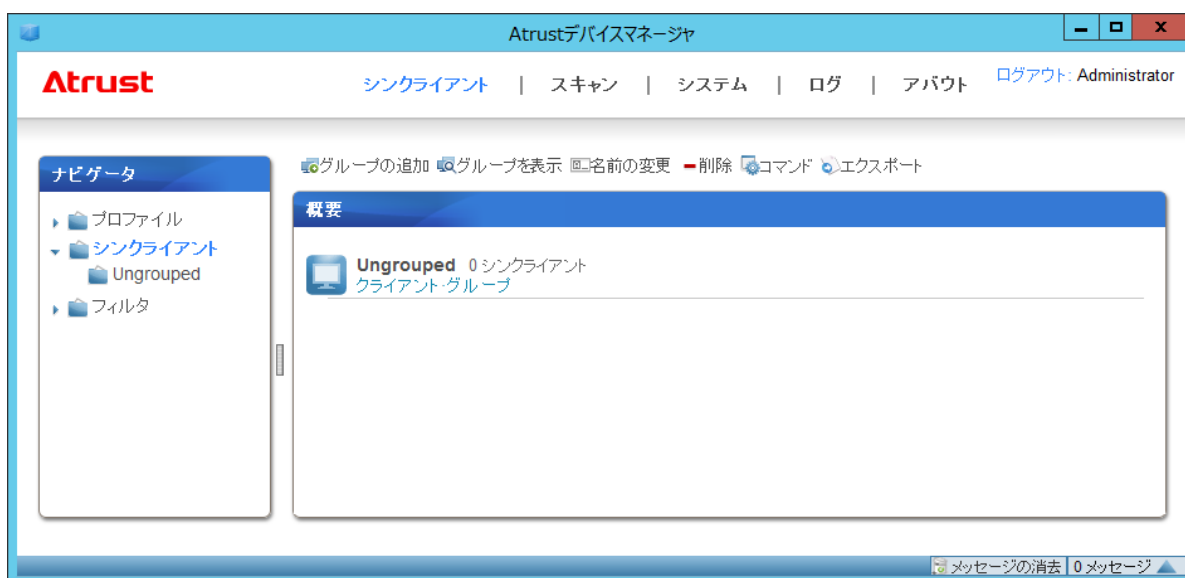 Atrustデバイスマネージャ
Atrust
シンクライアント | スキャン | システム | ログ | アバウト
ログアウト: Administrator
グループの追加 グループを表示 名前の変更 削除 コマンド エクスポート
ナビゲータ
プロファイル
シンクライアント
Ungrouped
フィルタ
概要
Ungrouped 0 シンクライアント
クライアント·グループ
メッセージの消去 0 メッセージ